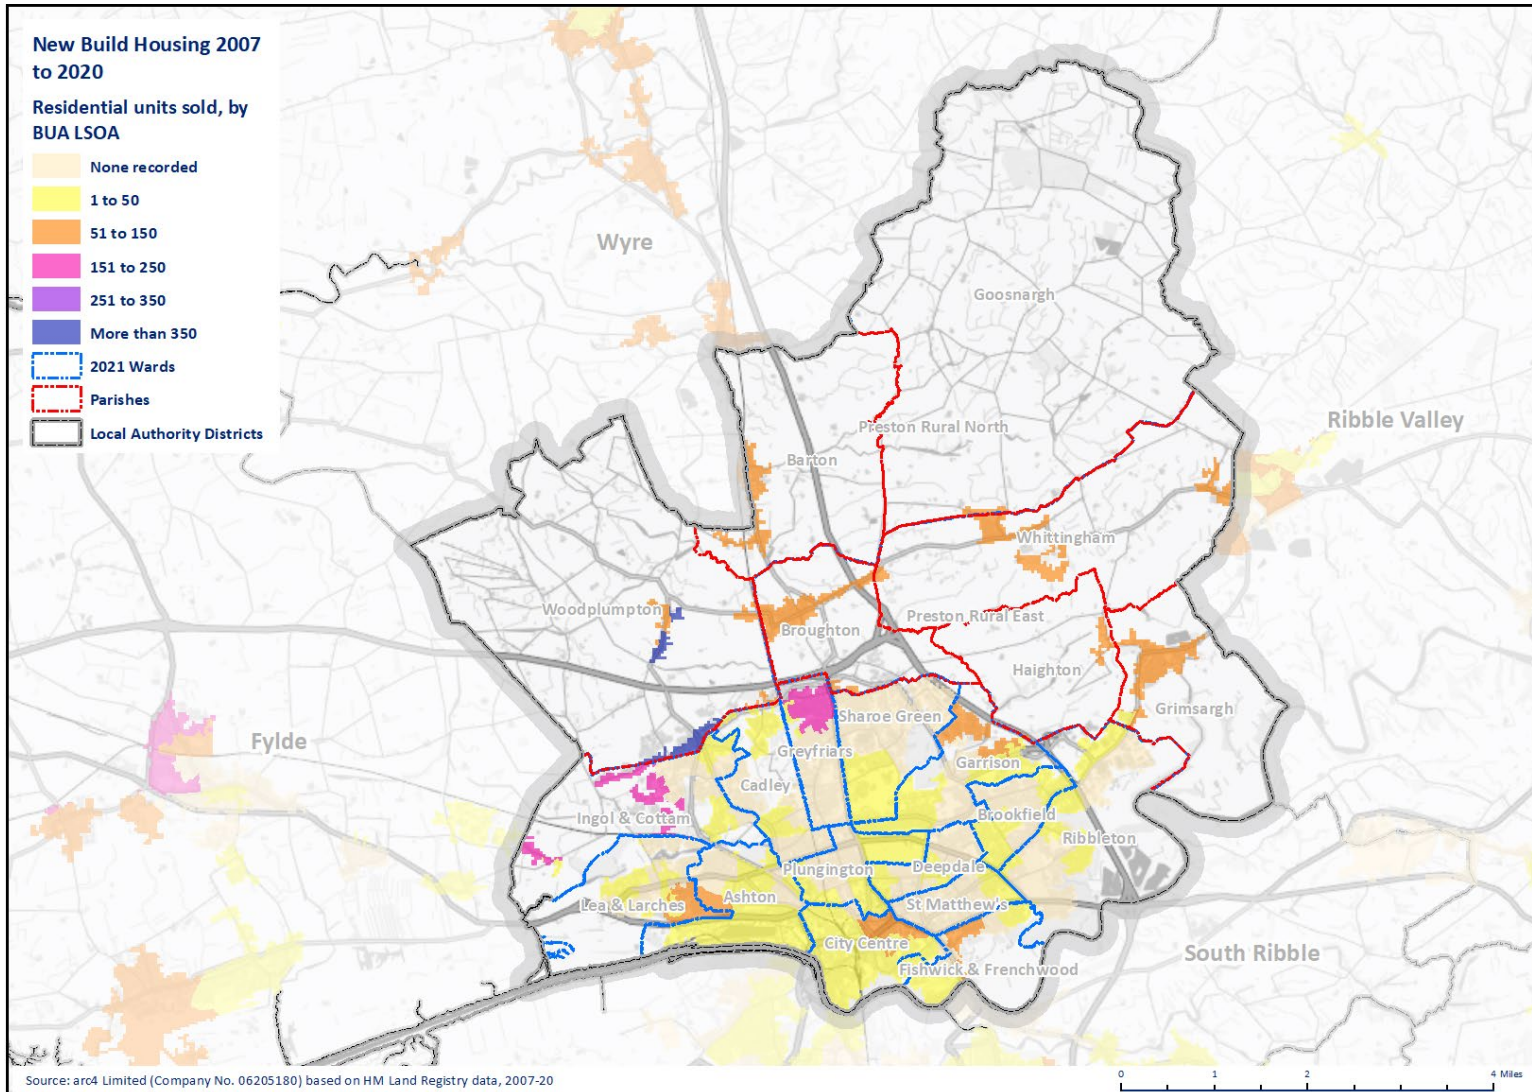 New Build Housing 2007
to 2020
Residential units sold, by
BUA LSOA
None recorded
1 to 50
51 to 150
151 to 250
251 to 350
More than 350
2021 Wards
Parishes
Local Authority Districts
Wyre
Goosnargh
Ribble Valley
Preston Rural North
Barton
Whittingham
Woodplumpton
Preston Rural East
Broughton
Haighton
Grimsargh
Sharoe Green
Fylde
Greyfriars
Garrison
Cadley
Ingol & Cottam
Brookfield
Ribbleton
Plungington
Deepdale
Ashton
Lea & Larches
St Matthew's
City Centre
South Ribble
Fishwick & Frenchwood
Source: arc4 Limited (Company No. 06205180) based on HM Land Registry data, 2007-20
0 1 2 4 Miles